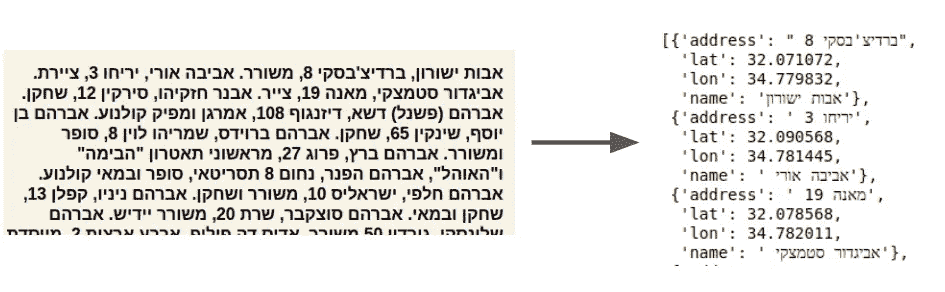 אבות ישורון, ברדיצ'בסקי 8, משורר. אביבה אורי, יריחו 3, ציירת.
אביגדור סטמצקי, מאנה 19, צייר. אבנר חזקיהו, סירקין 12, שחקן.
אברהם (פשנל) דשא, דיזנגוף 108, אמרגן ומפיק קולנוע. אברהם בן
יוסף, שינקין 65, שחקן. אברהם ברוידס, שמריהו לוין 8, סופר
ומשורר. אברהם ברץ, פרוג 27, מראשוני תאטרון "הבימה"
ו"האוהל", אברהם הפנר, נחום 8 תסריטאי, סופר ובמאי קולנוע.
אברהם חלפי, ישראליס 10, משורר ושחקן. אברהם ניניו, קפלן 13,
שחקן ובמאי. אברהם סוצקבר, שרת 20, משורר יידיש. אברהם
[{'address': " ברדיצ'בסקי 8",
'lat': 32.071072,
'lon': 34.779832,
'name': 'אבות ישורון'},
{'address': ' יריחו 3',
'lat': 32.090568,
'lon': 34.781445,
'name': ' אביבה אורי'},
{'address': ' מאנה 19',
'lat': 32.078568,
'lon': 34.782011,
'name': ' אביגדור סטמצקי'},